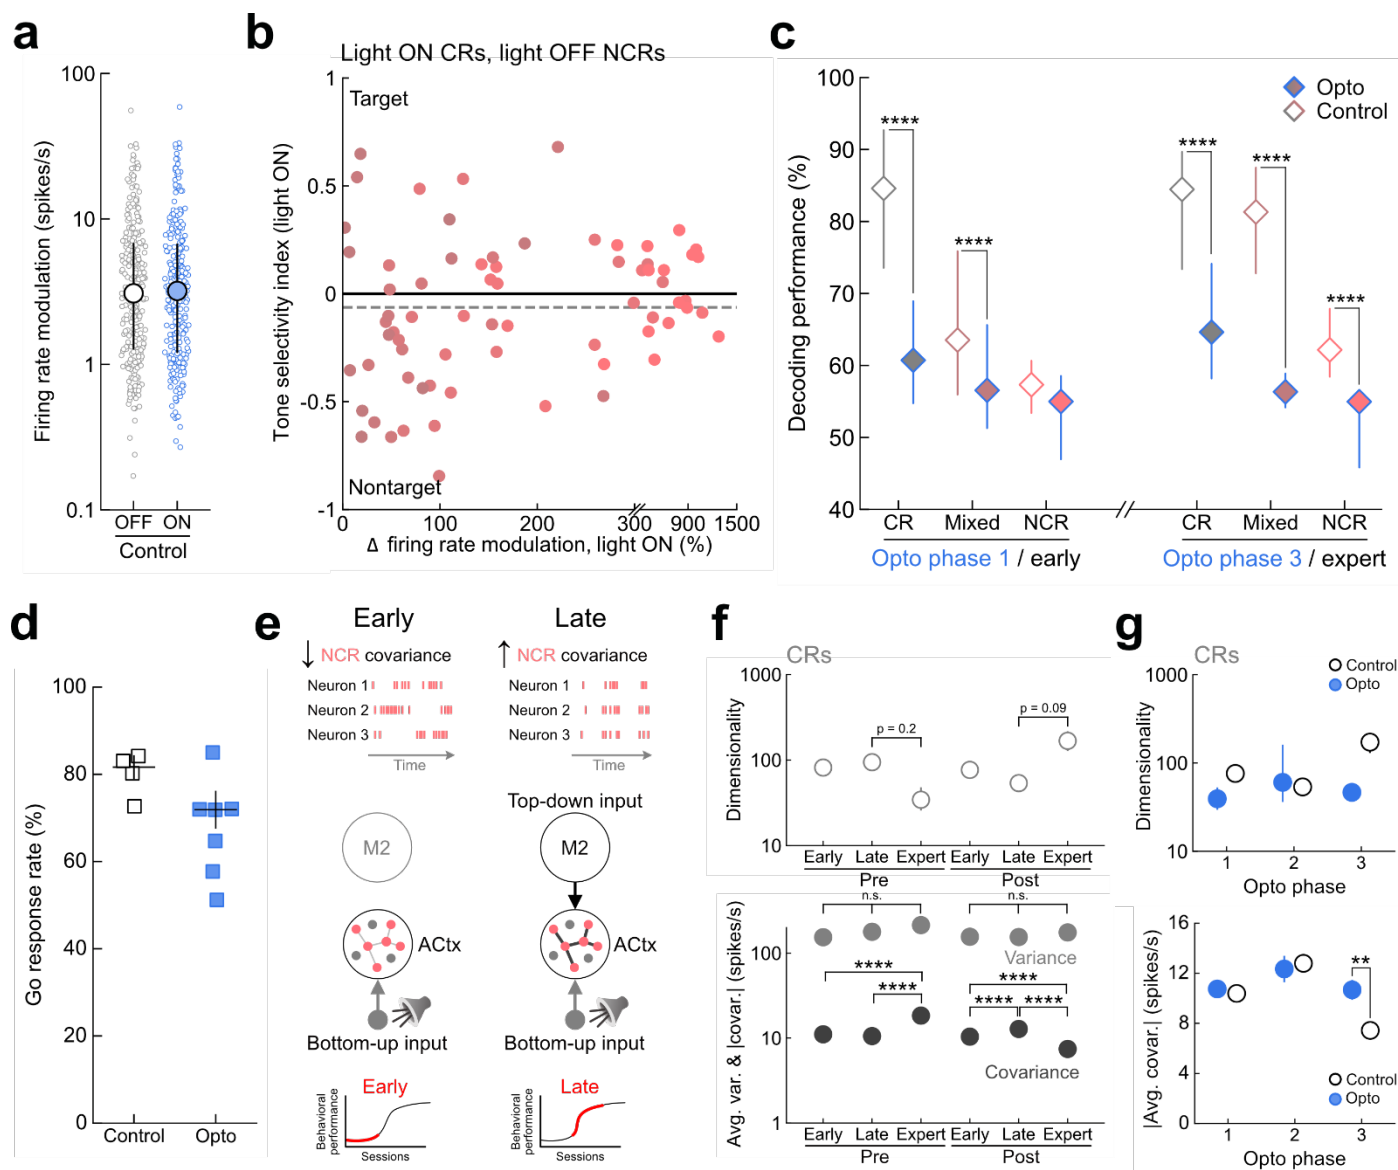 a
Firing rate modulation (spikes/s)
100
10
1
0.1
OFF ON
Control
b
Light ON CRs, light OFF NCRs
Tone selectivity index (light ON)
1
Target
0.5
0
-0.5
Nontarget
-1
0 100 200 300 900 1500
Δ firing rate modulation, light ON (%)
c
Decoding performance (%)
100
90
80
70
60
50
40
Opto
Control
****
****
****
****
****
CR Mixed NCR CR Mixed NCR
Opto phase 1 / early
Opto phase 3 / expert
d
Go response rate (%)
100
80
60
40
20
0
Control Opto
e
Early
↓ NCR covariance
Neuron 1
Neuron 2
Neuron 3
Time
M2
ACtx
Bottom-up input
Early
Behavioral
performance
Sessions
Late
↑ NCR covariance
Neuron 1
Neuron 2
Neuron 3
Time
Top-down input
M2
ACtx
Bottom-up input
Late
Behavioral
performance
Sessions
f
CRs
Dimensionality
1000
100
10
p = 0.2
p = 0.09
Early Late Expert Early Late Expert
Pre Post
Avg. var. & |covar.| (spikes/s)
100
10
1
n.s. n.s.
Variance
****
****
****
**** ****
Covariance
Early Late Expert Early Late Expert
Pre Post
g
CRs
Control
Opto
Dimensionality
1000
100
10
1 2 3
Opto phase
|Avg. covar.| (spikes/s)
16
12
8
4
0
**
Control
Opto
1 2 3
Opto phase